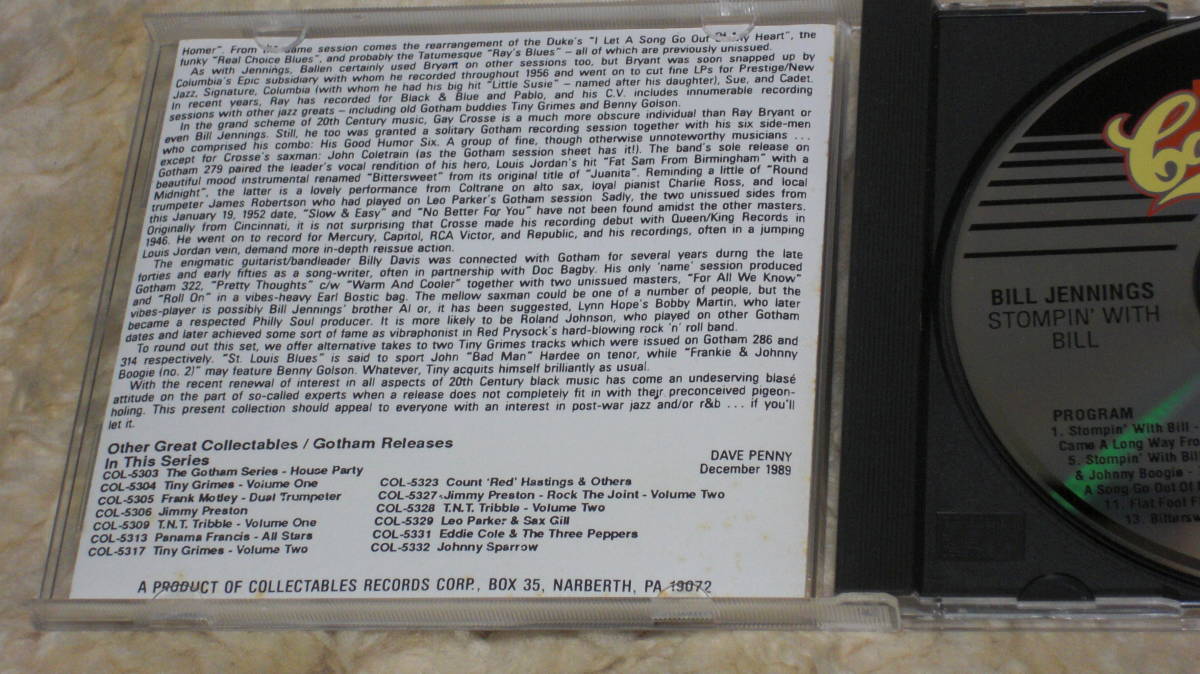 Homer". From the same session comes the rearrangement of the Duke's "I Let A Song Go Out Of My Heart", the
funky "Real Choice Blues", and probably the Tatumesque "Ray's Blues" – all of which are previously unissued.
As with Jennings, Ballen certainly used Bryant on other sessions too, but Bryant was soon snapped up by
Columbia's Epic subsidiary with whom he recorded throughout 1956 and went on to cut fine LPs for Prestige/New
Jazz, Signature, Columbia (with whom he had his big hit "Little Susie" – named after his daughter), Sue, and Cadet.
In recent years, Ray has recorded for Black & Blue and Pablo, and his C.V. includes innumerable recording
sessions with other jazz greats – including old Gotham buddies Tiny Grimes and Benny Golson.
In the grand scheme of 20th Century music, Gay Crosse is a much more obscure individual than Ray Bryant or
even Bill Jennings. Still, he too was granted a solitary Gotham recording session together with his six side-men
who comprised his combo: His Good Humor Six. A group of fine, though otherwise unnoteworthy musicians ...
except for Crosse's saxman: John Coletrain (as the Gotham session sheet has it!). The band's sole release on
Gotham 279 paired the leader's vocal rendition of his hero, Louis Jordan's hit "Fat Sam From Birmingham" with a
beautiful mood instrumental renamed "Bittersweet" from its original title of "Juanita". Reminding a little of "Round
Midnight", the latter is a lovely performance from Coltrane on alto sax, loyal pianist Charlie Ross, and local
trumpeter James Robertson who had played on Leo Parker's Gotham session. Sadly, the two unissued sides from
this January 19, 1952 date, "Slow & Easy" and "No Better For You" have not been found amidst the other masters.
Originally from Cincinnati, it is not surprising that Crosse made his recording debut with Queen/King Records in
1946. He went on to record for Mercury, Capitol, RCA Victor, and Republic, and his recordings, often in a jumping
Louis Jordan vein, demand more in-depth reissue action.
The enigmatic guitarist/bandleader Billy Davis was connected with Gotham for several years durng the late
forties and early fifties as a song-writer, often in partnership with Doc Bagby. His only 'name' session produced
Gotham 322, "Pretty Thoughts" c/w "Warm And Cooler" together with two unissued masters, "For All We Know"
and "Roll On" in a vibes-heavy Earl Bostic bag. The mellow saxman could be one of a number of people, but the
vibes-player is possibly Bill Jennings' brother Al or, it has been suggested, Lynn Hope's Bobby Martin, who later
became a respected Philly Soul producer. It is more likely to be Roland Johnson, who played on other Gotham
dates and later achieved some sort of fame as vibraphonist in Red Prysock's hard-blowing rock 'n' roll band.
To round out this set, we offer alternative takes to two Tiny Grimes tracks which were issued on Gotham 286 and
314 respectively. "St. Louis Blues" is said to sport John "Bad Man" Hardee on tenor, while "Frankie & Johnny
Boogie (no. 2)" may feature Benny Golson. Whatever, Tiny acquits himself brilliantly as usual.
With the recent renewal of interest in all aspects of 20th Century black music has come an undeserving blasé
attitude on the part of so-called experts when a release does not completely fit in with their preconceived pigeon-
holing. This present collection should appeal to everyone with an interest in post-war jazz and/or r&b ... if you'll
let it.
Other Great Collectables / Gotham Releases
In This Series
DAVE PENNY
December 1989
COL-5303 The Gotham Series - House Party
COL-5304 Tiny Grimes - Volume One
COL-5305 Frank Motley - Dual Trumpeter
COL-5306 Jimmy Preston
COL-5309 T.N.T. Tribble - Volume One
COL-5313 Panama Francis - All Stars
COL-5317 Tiny Grimes - Volume Two
COL-5323 Count 'Red' Hastings & Others
COL-5327 Jimmy Preston - Rock The Joint - Volume Two
COL-5328 T.N.T. Tribble - Volume Two
COL-5329 Leo Parker & Sax Gill
COL-5331 Eddie Cole & The Three Peppers
COL-5332 Johnny Sparrow
A PRODUCT OF COLLECTABLES RECORDS CORP., BOX 35, NARBERTH, PA 19072
BILL JENNINGS
STOMPIN' WITH
BILL
PROGRAM
1. Stompin' With Bill -
Came A Long Way From
5. Stompin' With Bill
& Johnny Boogie -
A Song Go Out Of
11. Flat Foot
13. Bittersw